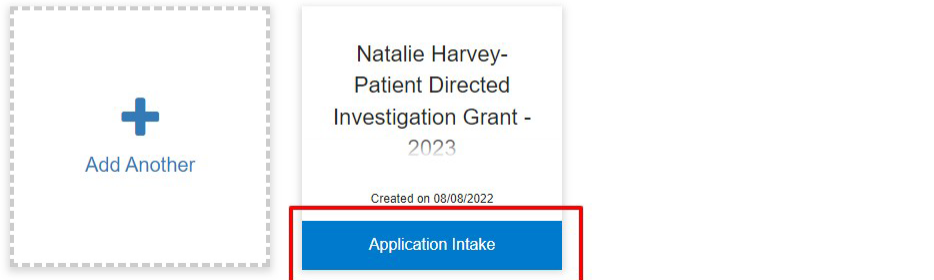 Add Another
Natalie Harvey-
Patient Directed
Investigation Grant -
2023
Created on 08/08/2022
Application Intake